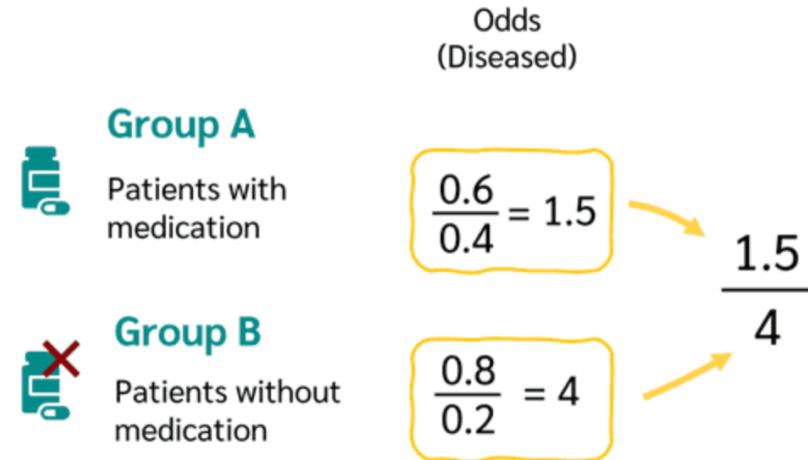 Odds
(Diseased)
Group A
Patients with
medication
0.6
0.4
= 1.5
1.5
4
Group B
Patients without
medication
0.8
0.2
= 4